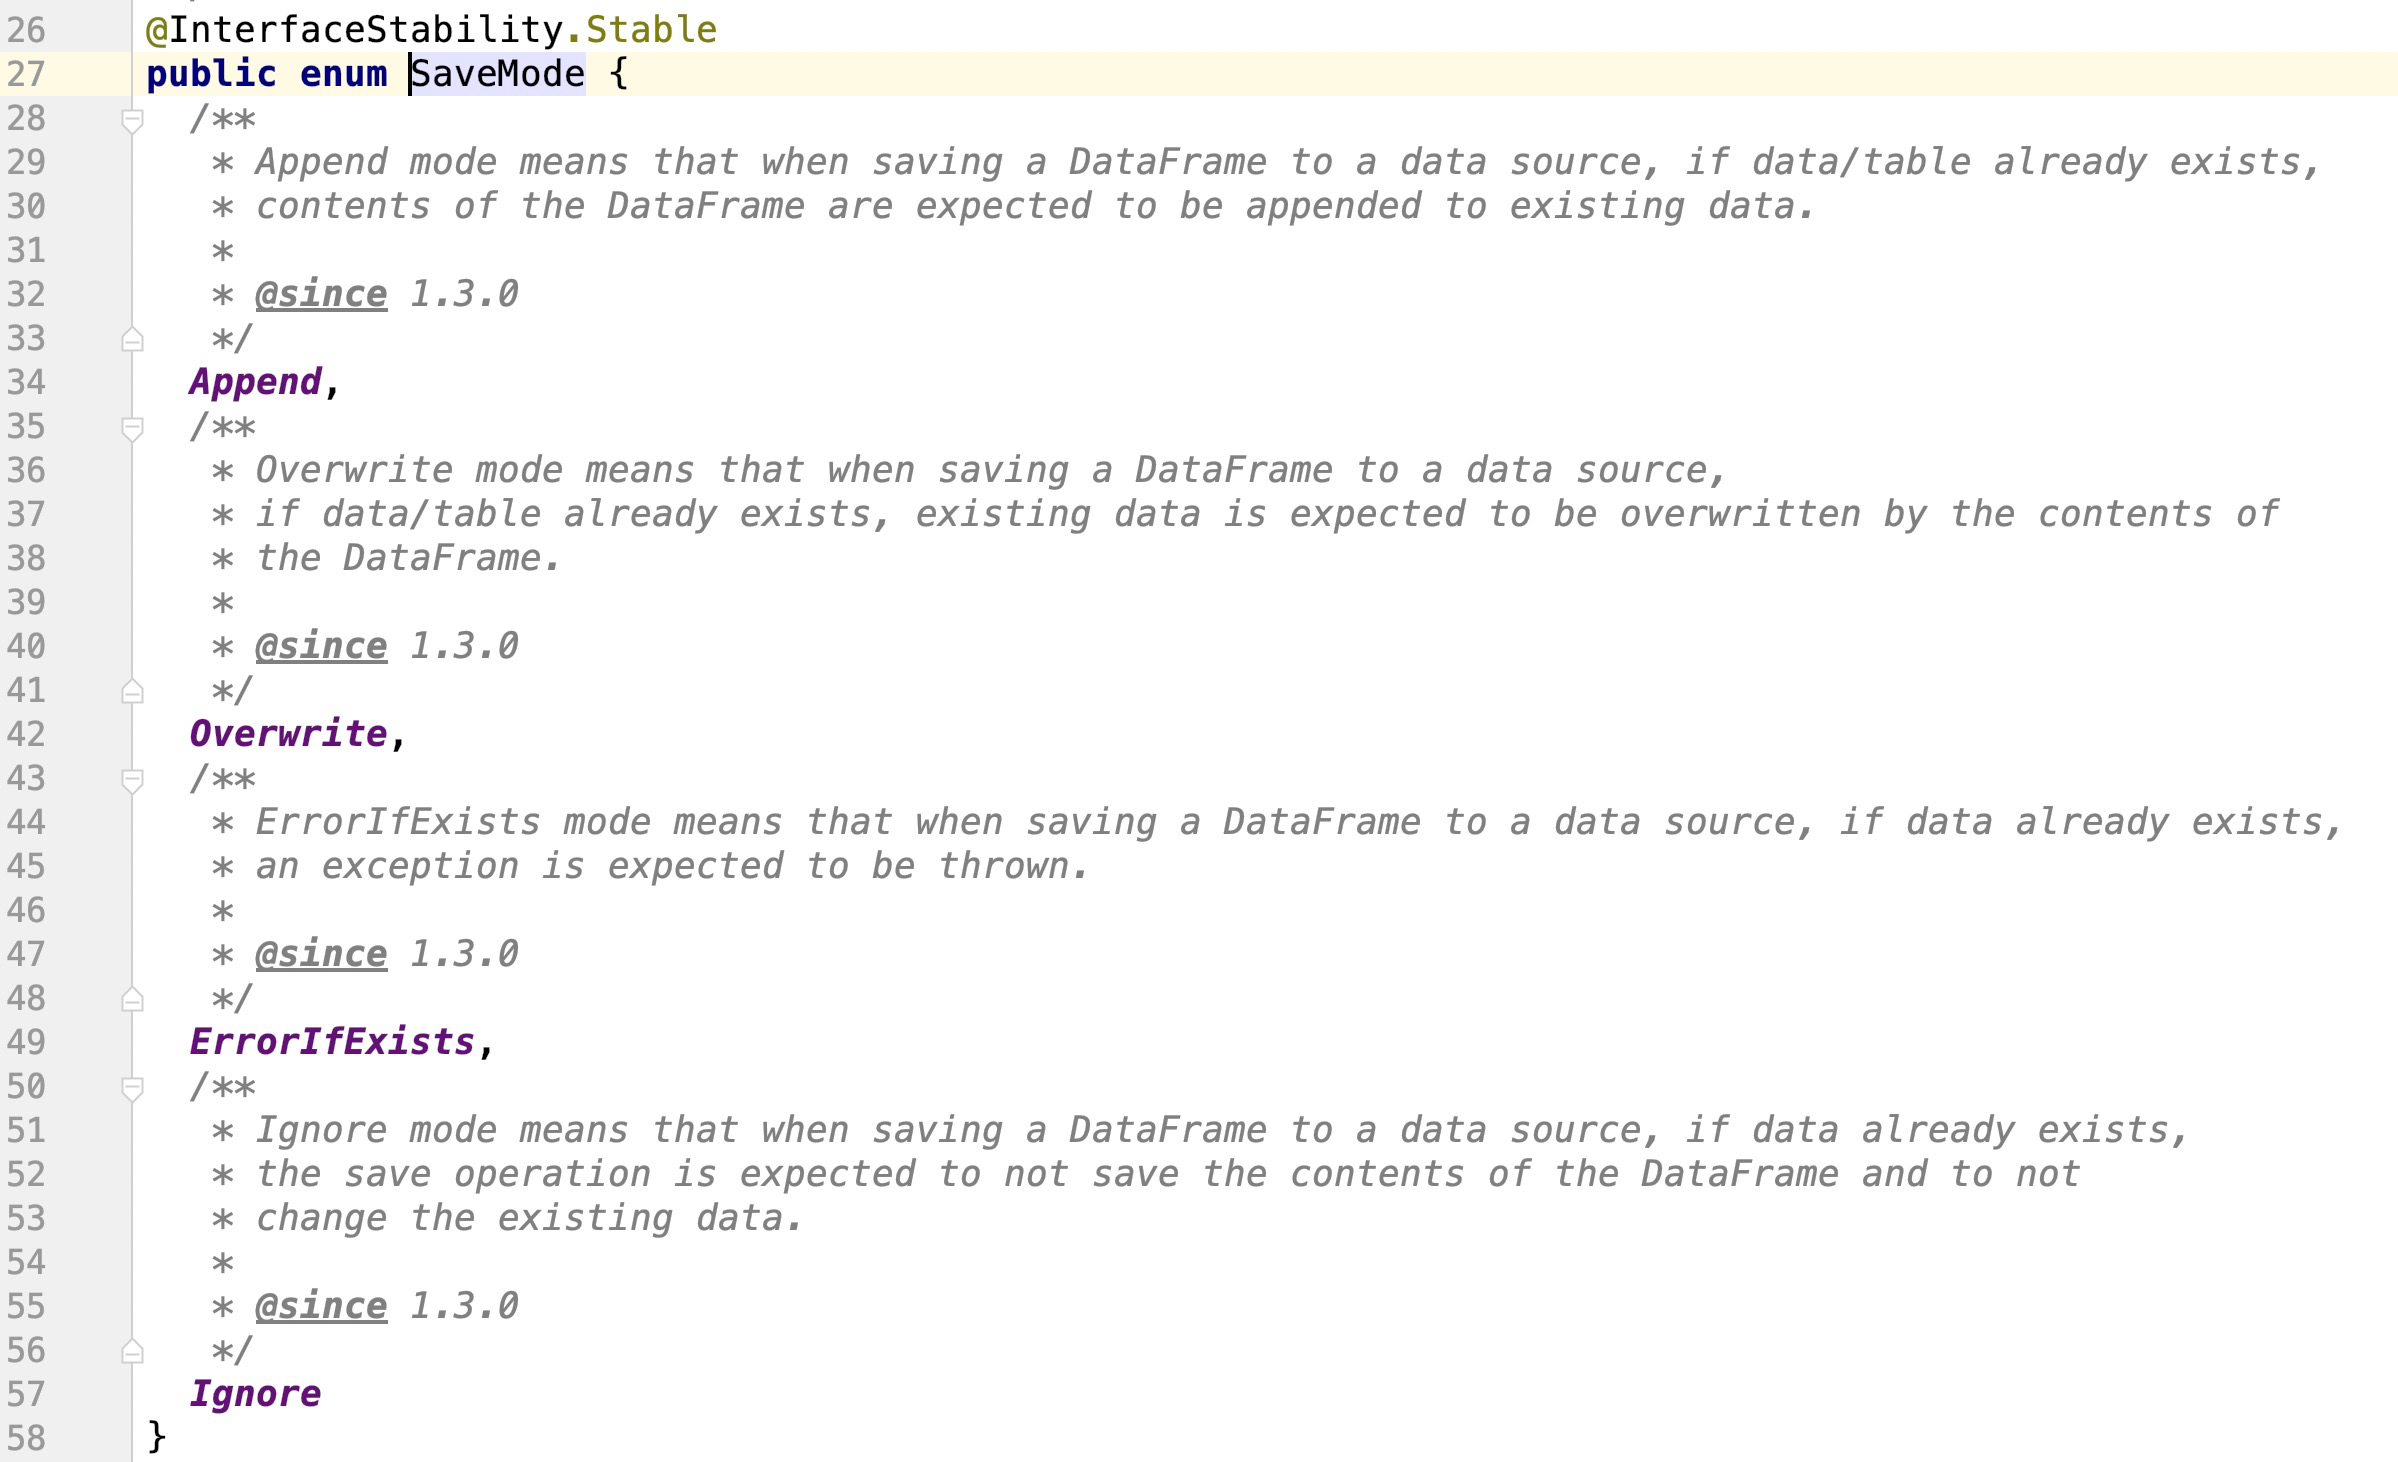 26 @InterfaceStability.Stable
27 public enum SaveMode {
28 /**
29 * Append mode means that when saving a DataFrame to a data source, if data/table already exists,
30 * contents of the DataFrame are expected to be appended to existing data.
31 *
32 * @since 1.3.0
33 */
34 Append,
35 /**
36 * Overwrite mode means that when saving a DataFrame to a data source,
37 * if data/table already exists, existing data is expected to be overwritten by the contents of
38 * the DataFrame.
39 *
40 * @since 1.3.0
41 */
42 Overwrite,
43 /**
44 * ErrorIfExists mode means that when saving a DataFrame to a data source, if data already exists,
45 * an exception is expected to be thrown.
46 *
47 * @since 1.3.0
48 */
49 ErrorIfExists,
50 /**
51 * Ignore mode means that when saving a DataFrame to a data source, if data already exists,
52 * the save operation is expected to not save the contents of the DataFrame and to not
53 * change the existing data.
54 *
55 * @since 1.3.0
56 */
57 Ignore
58 }